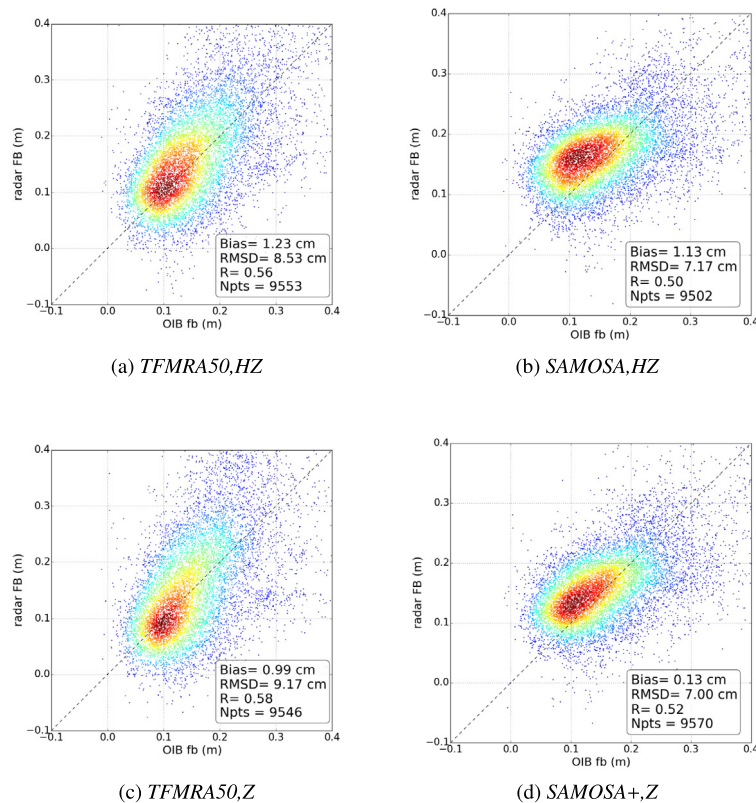 0.4
0.3
0.2
0.1
0.0
−0.1
−0.1 0.0 0.1 0.2 0.3 0.4
radar FB (m)
OIB fb (m)
Bias= 1.23 cm
RMSD= 8.53 cm
R= 0.56
Npts = 9553
(a) TFMRA50,HZ
0.4
0.3
0.2
0.1
0.0
−0.1
−0.1 0.0 0.1 0.2 0.3 0.4
radar FB (m)
OIB fb (m)
Bias= 1.13 cm
RMSD= 7.17 cm
R= 0.50
Npts = 9502
(b) SAMOSA,HZ
0.4
0.3
0.2
0.1
0.0
−0.1
−0.1 0.0 0.1 0.2 0.3 0.4
radar FB (m)
OIB fb (m)
Bias= 0.99 cm
RMSD= 9.17 cm
R= 0.58
Npts = 9546
(c) TFMRA50,Z
0.4
0.3
0.2
0.1
0.0
−0.1
−0.1 0.0 0.1 0.2 0.3 0.4
radar FB (m)
OIB fb (m)
Bias= 0.13 cm
RMSD= 7.00 cm
R= 0.52
Npts = 9570
(d) SAMOSA+,Z